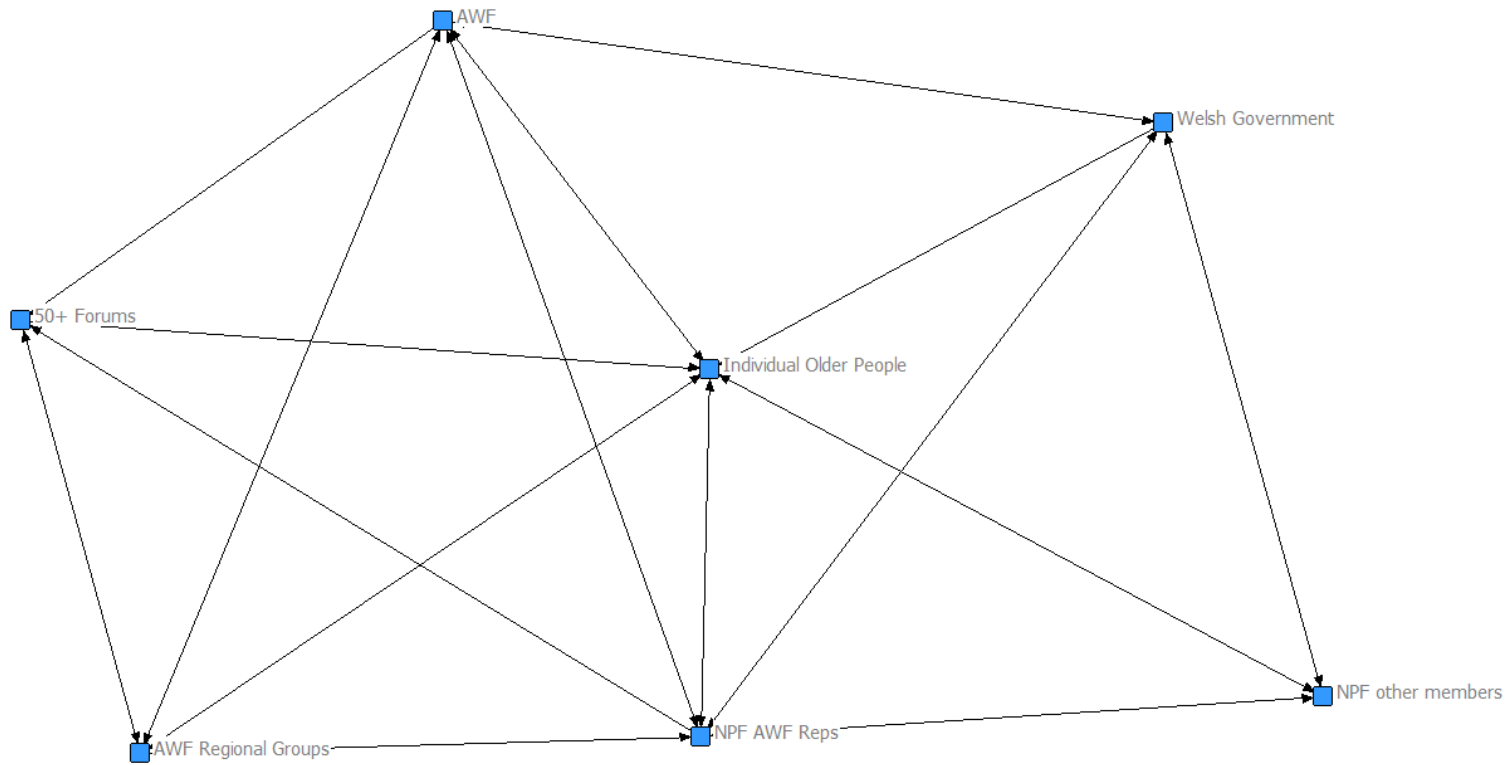 AWF
Welsh Government
50+ Forums
Individual Older People
NPF other members
NPF AWF Reps
AWF Regional Groups